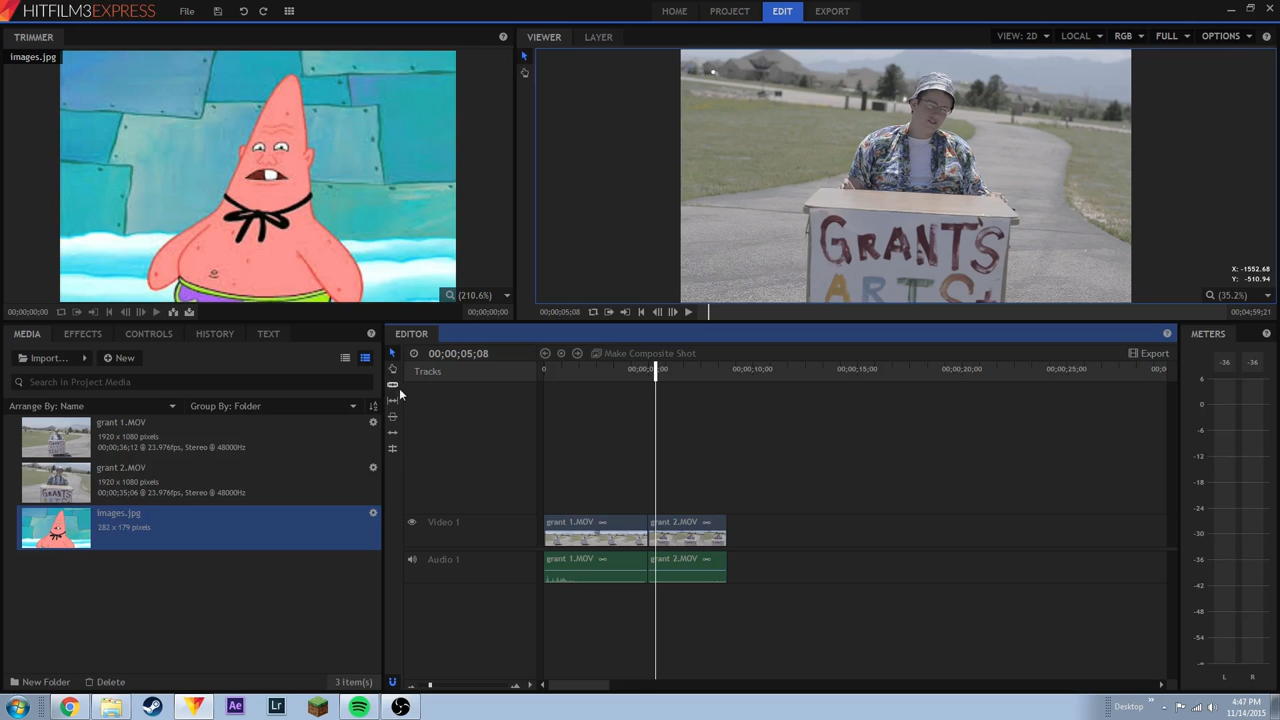 HITFILM3EXPRESS
File
HOME
PROJECT
EDIT
EXPORT
TRIMMER
images.jpg
(210.6%)
00;00;00;00
00;00;00;00
VIEWER
LAYER
VIEW: 2D
LOCAL
RGB
FULL
OPTIONS
GRANT'S
ARTS
X: -1552.68
Y: -510.94
(35.2%)
00;00;05;08
00;04;59;21
MEDIA
EFFECTS
CONTROLS
HISTORY
TEXT
Import...
New
Search in Project Media
Arrange By: Name
Group By: Folder
grant 1.MOV
1920 x 1080 pixels
00;00;36;12 @ 23.976fps, Stereo @ 48000Hz
grant 2.MOV
1920 x 1080 pixels
00;00;35;06 @ 23.976fps, Stereo @ 48000Hz
images.jpg
282 x 179 pixels
New Folder
Delete
3 item(s)
EDITOR
00;00;05;08
Make Composite Shot
Export
Tracks
0
00;00;10;00
00;00;15;00
00;00;20;00
00;00;25;00
Video 1
grant 1.MOV
grant 2.MOV
Audio 1
grant 1.MOV
grant 2.MOV
METERS
-36
-36
6
0
-6
-12
-18
-24
-30
-36
-42
-48
-54
L
R
Ae
Lr
Desktop
4:47 PM
11/14/2015